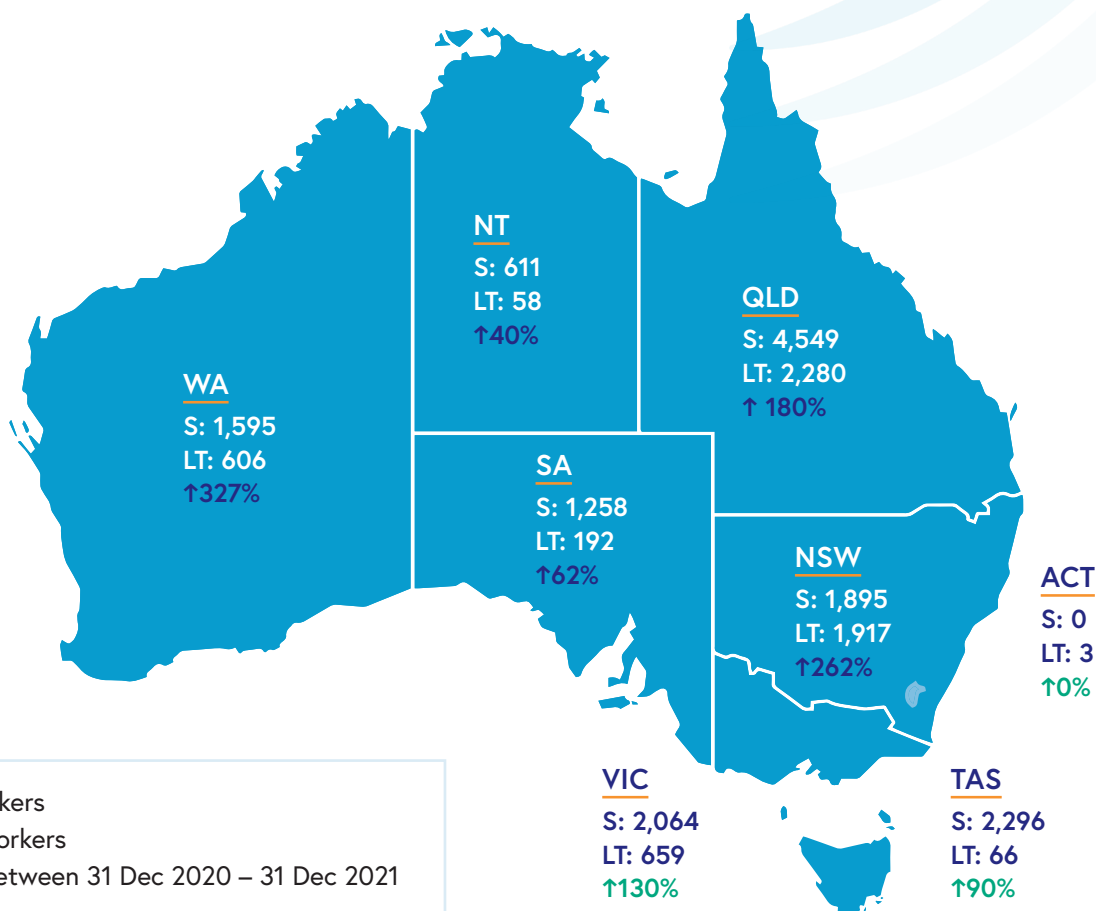 NT
S: 611
LT: 58
↑40%
QLD
S: 4,549
LT: 2,280
↑ 180%
WA
S: 1,595
LT: 606
↑327%
SA
S: 1,258
LT: 192
↑62%
NSW
S: 1,895
LT: 1,917
↑262%
ACT
S: 0
LT: 3
↑0%
VIC
S: 2,064
LT: 659
↑130%
TAS
S: 2,296
LT: 66
↑90%
kers
orkers
etween 31 Dec 2020 – 31 Dec 2021